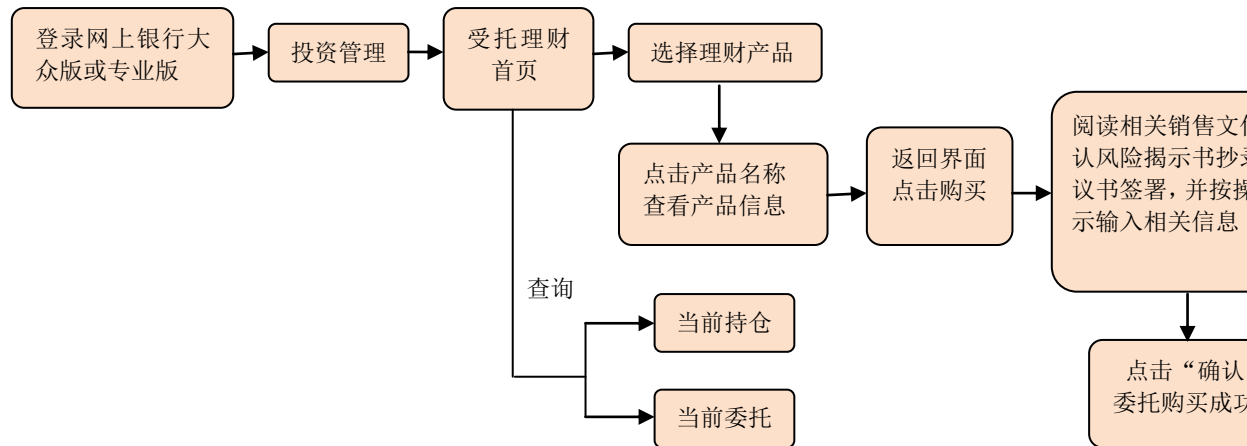 登录网上银行大
众版或专业版
投资管理
受托理财
首页
选择理财产品
点击产品名称
查看产品信息
返回界面
点击购买
阅读相关销售文
认风险揭示书抄
议书签署，并按
示输入相关信息
点击“确认
委托购买成功
查询
当前持仓
当前委托